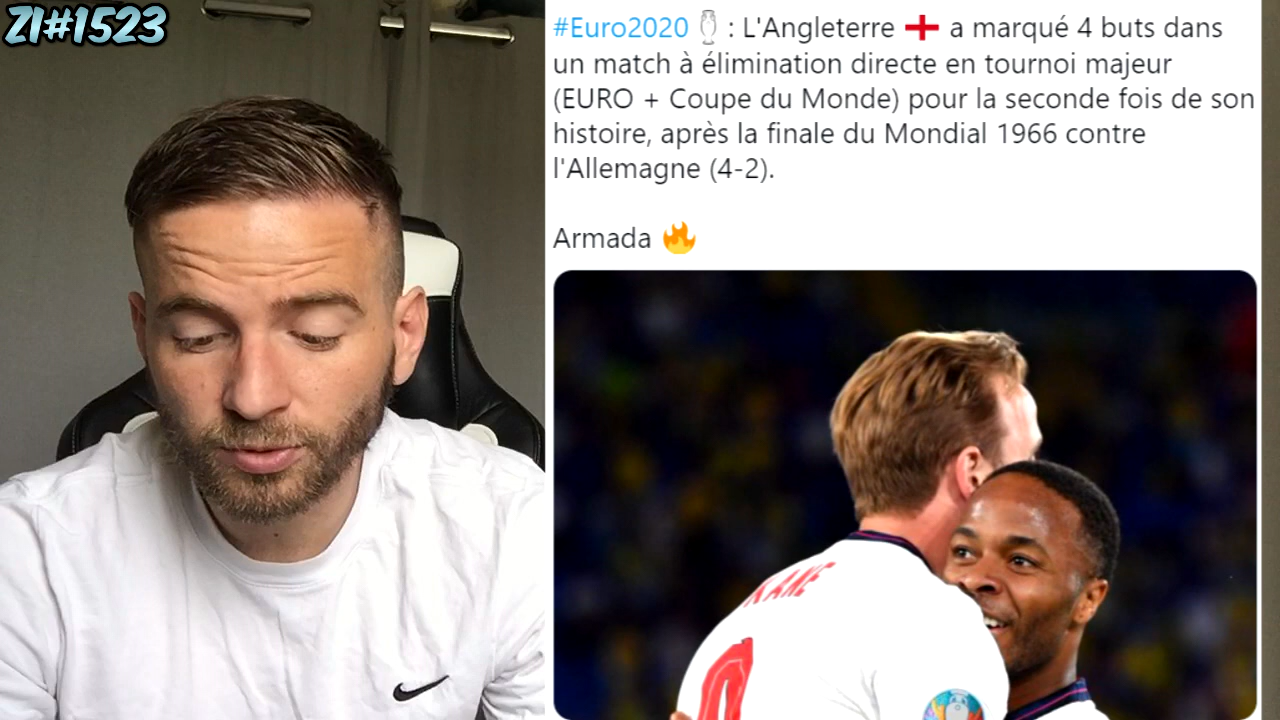 ZI#1523
#Euro2020 : L'Angleterre 🏴󠁧󠁢󠁥󠁮󠁧󠁿 a marqué 4 buts dans
un match à élimination directe en tournoi majeur
(EURO + Coupe du Monde) pour la seconde fois de son
histoire, après la finale du Mondial 1966 contre
l'Allemagne (4-2).
Armada 🔥
KANE